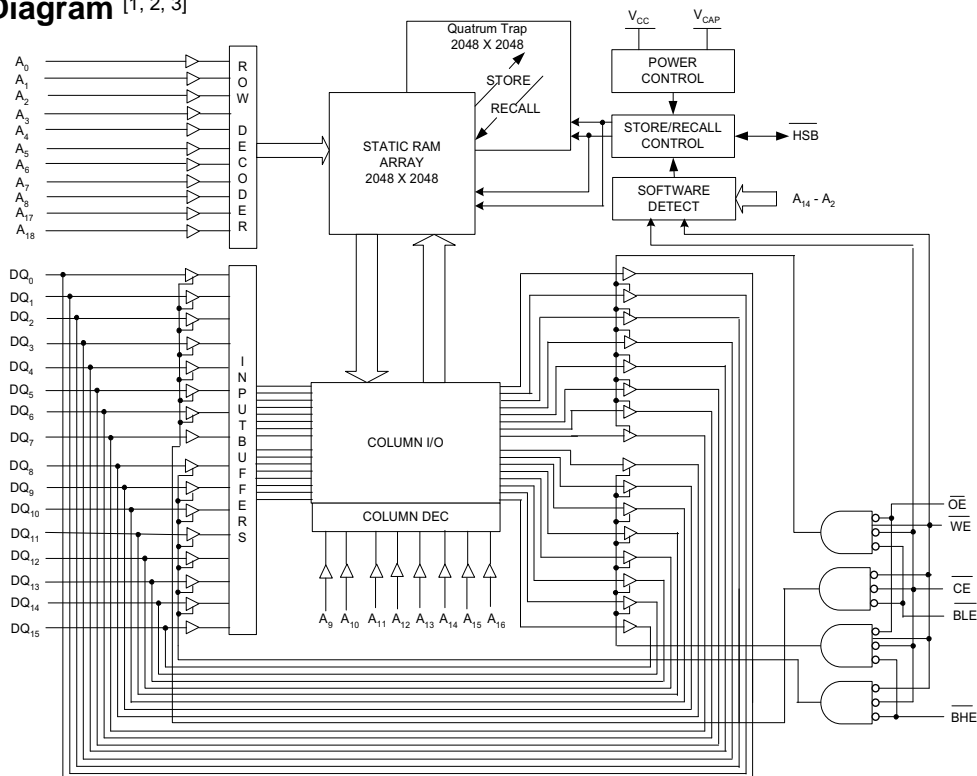 Diagram [1, 2, 3]
Quatrum Trap
2048 X 2048
STORE
RECALL
STATIC RAM
ARRAY
2048 X 2048
V_CC
V_CAP
POWER
CONTROL
STORE/RECALL
CONTROL
HSB
SOFTWARE
DETECT
A14 - A2
A0
A1
A2
A3
A4
A5
A6
A7
A8
A17
A18
ROW DECODER
DQ0
DQ1
DQ2
DQ3
DQ4
DQ5
DQ6
DQ7
DQ8
DQ9
DQ10
DQ11
DQ12
DQ13
DQ14
DQ15
INPUT BUFFERS
COLUMN I/O
COLUMN DEC
A9 A10 A11 A12 A13 A14 A15 A16
OE
WE
CE
BLE
BHE